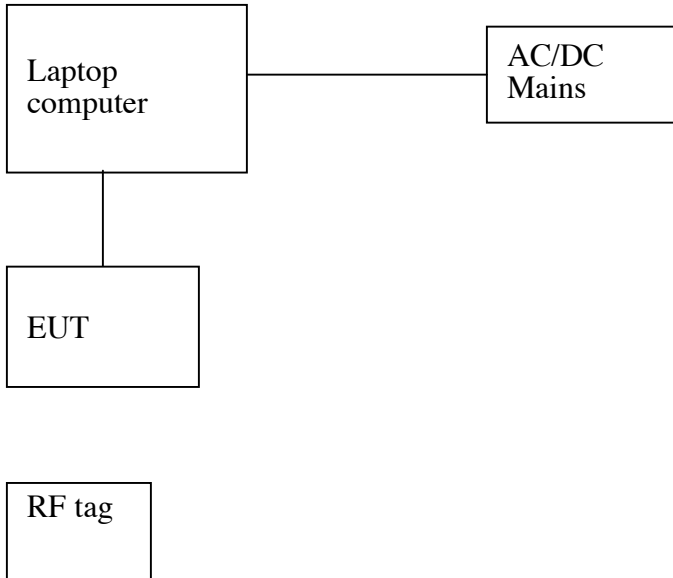 Laptop
computer
AC/DC
Mains
EUT
RF tag